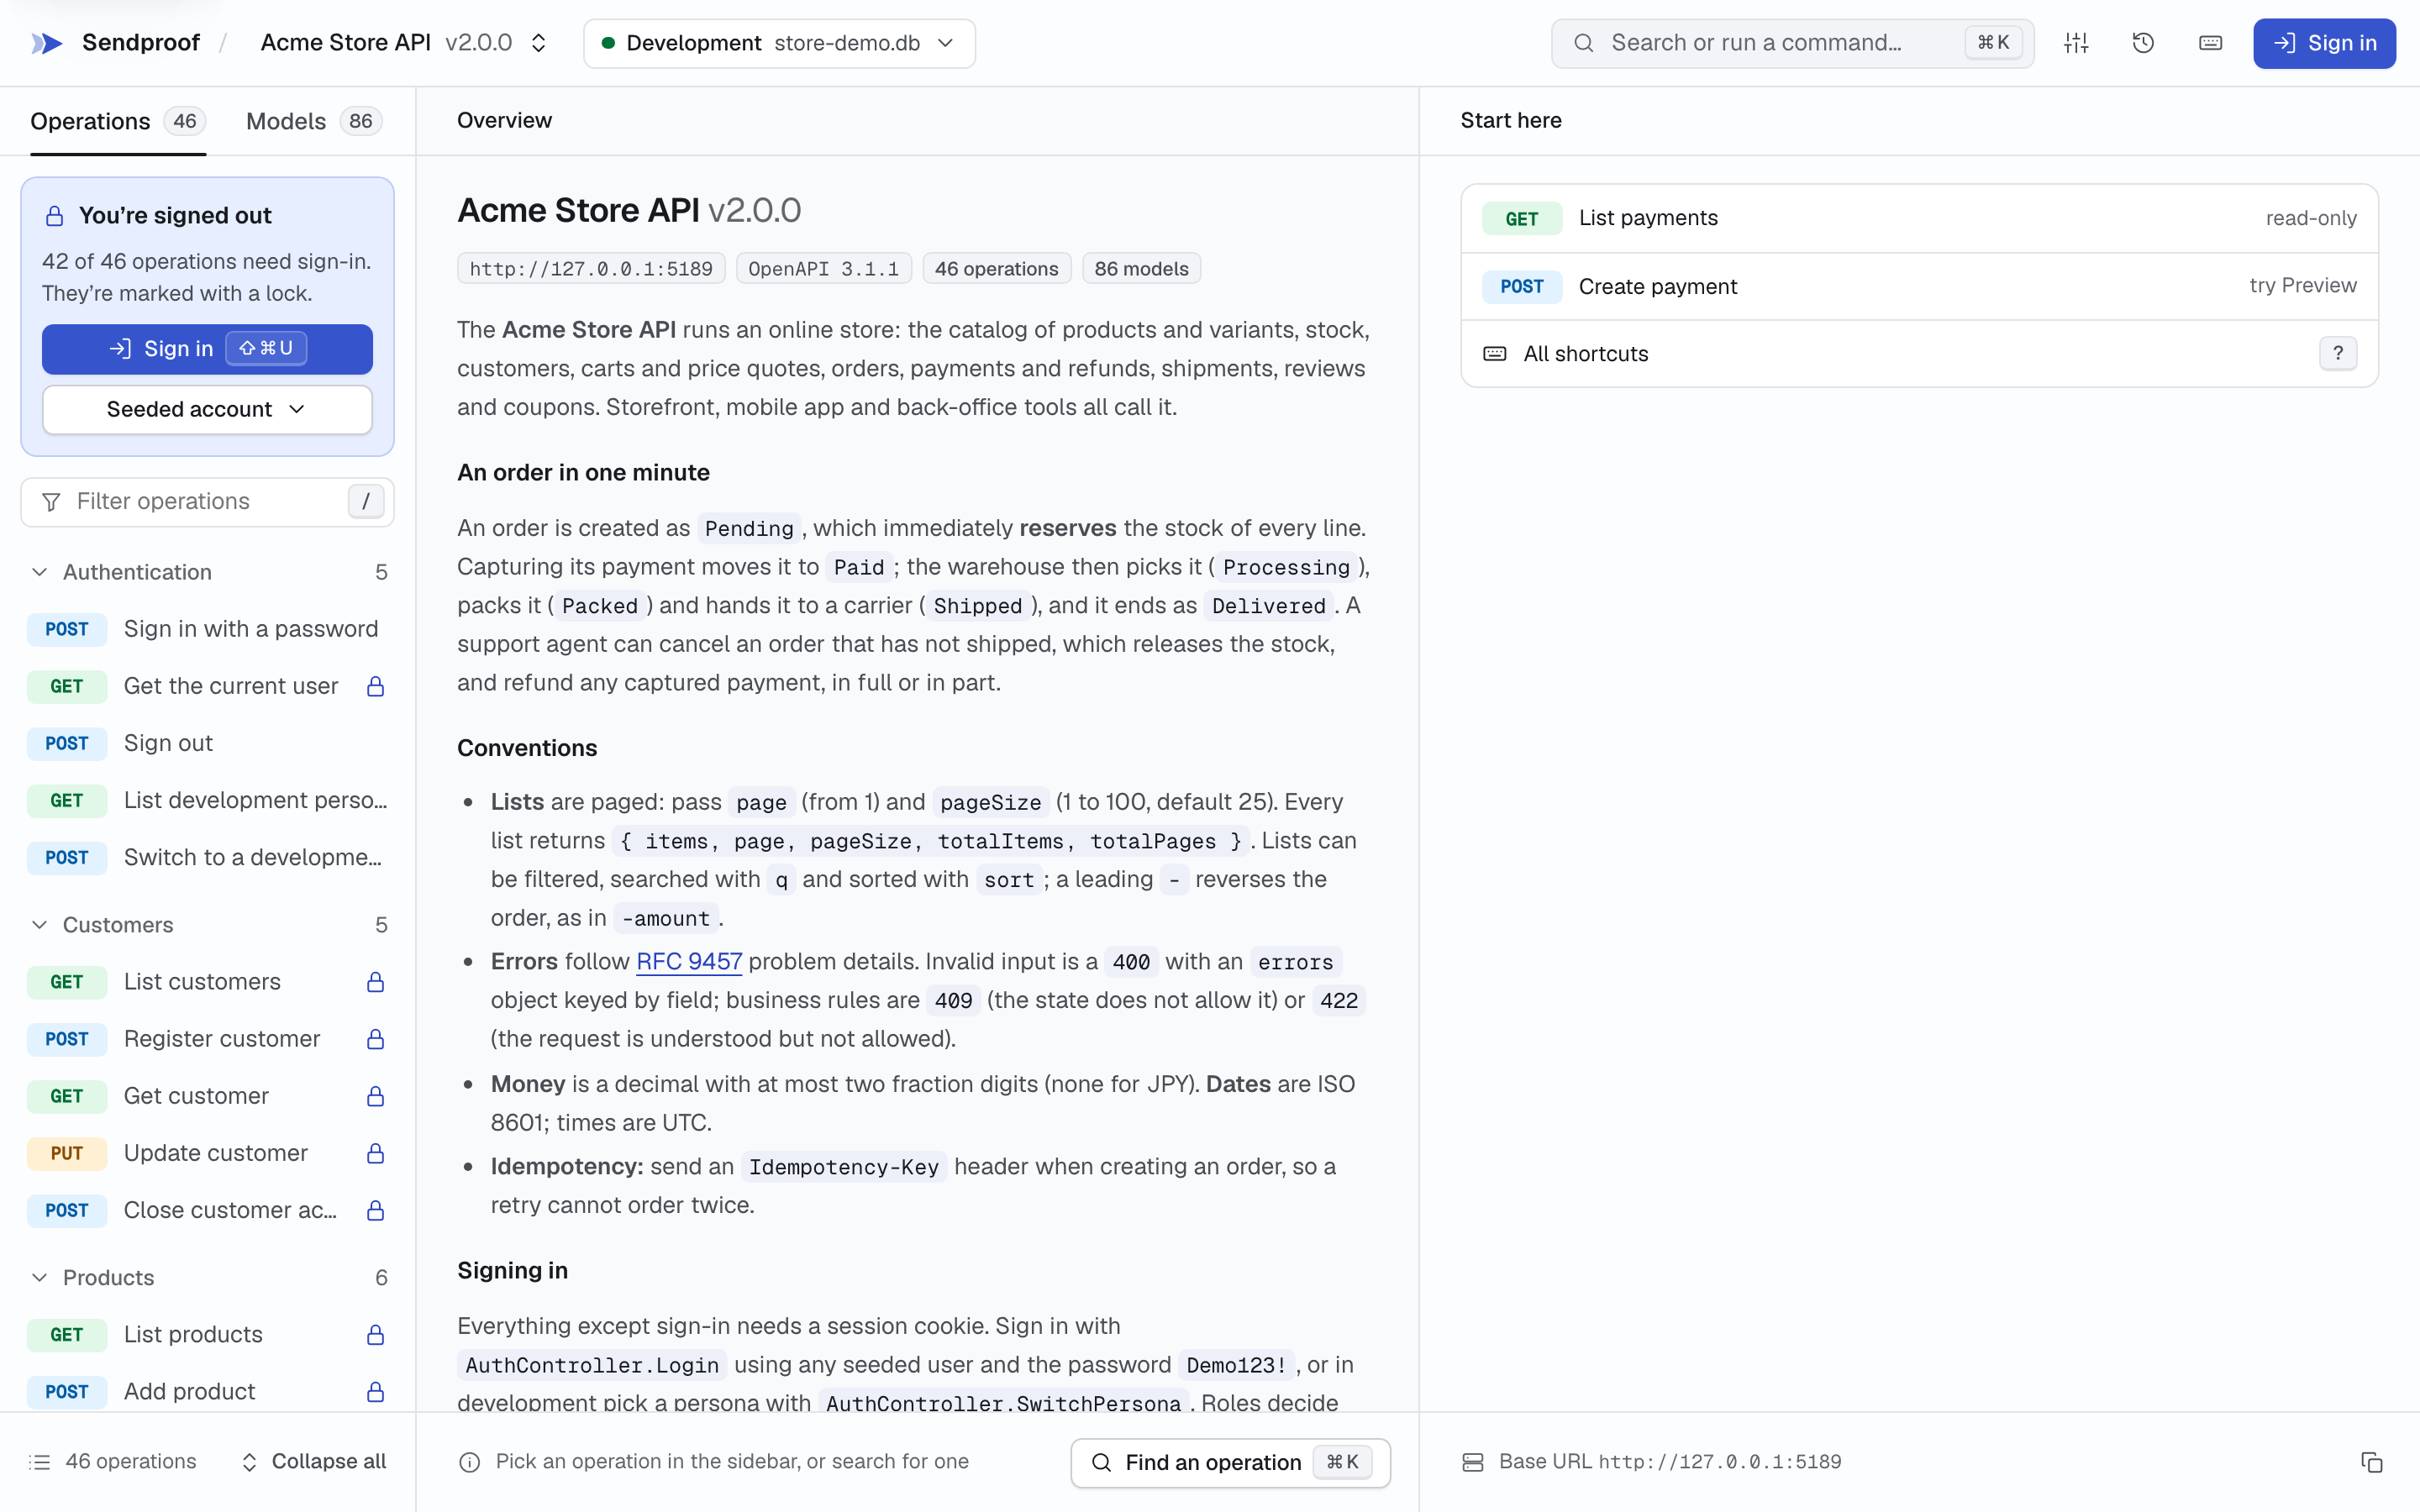 Sendproof / Acme Store API v2.0.0
Development store-demo.db
Search or run a command... ⌘K
Sign in
Operations 46 Models 86
You're signed out
42 of 46 operations need sign-in.
They're marked with a lock.
Sign in ⇧⌘U
Seeded account
Filter operations /
Authentication 5
POST Sign in with a password
GET Get the current user
POST Sign out
GET List development perso...
POST Switch to a developme...
Customers 5
GET List customers
POST Register customer
GET Get customer
PUT Update customer
POST Close customer ac...
Products 6
GET List products
POST Add product
46 operations Collapse all
Overview
Acme Store API v2.0.0
http://127.0.0.1:5189 OpenAPI 3.1.1 46 operations 86 models
The Acme Store API runs an online store: the catalog of products and variants, stock,
customers, carts and price quotes, orders, payments and refunds, shipments, reviews
and coupons. Storefront, mobile app and back-office tools all call it.
An order in one minute
An order is created as Pending, which immediately reserves the stock of every line.
Capturing its payment moves it to Paid; the warehouse then picks it (Processing),
packs it (Packed) and hands it to a carrier (Shipped), and it ends as Delivered. A
support agent can cancel an order that has not shipped, which releases the stock,
and refund any captured payment, in full or in part.
Conventions
• Lists are paged: pass page (from 1) and pageSize (1 to 100, default 25). Every
list returns { items, page, pageSize, totalItems, totalPages }. Lists can
be filtered, searched with q and sorted with sort; a leading - reverses the
order, as in -amount.
• Errors follow RFC 9457 problem details. Invalid input is a 400 with an errors
object keyed by field; business rules are 409 (the state does not allow it) or 422
(the request is understood but not allowed).
• Money is a decimal with at most two fraction digits (none for JPY). Dates are ISO
8601; times are UTC.
• Idempotency: send an Idempotency-Key header when creating an order, so a
retry cannot order twice.
Signing in
Everything except sign-in needs a session cookie. Sign in with
AuthController.Login using any seeded user and the password Demo123!, or in
development pick a persona with AuthController.SwitchPersona. Roles decide
Pick an operation in the sidebar, or search for one
Find an operation ⌘K
Start here
GET List payments read-only
POST Create payment try Preview
All shortcuts ?
Base URL http://127.0.0.1:5189